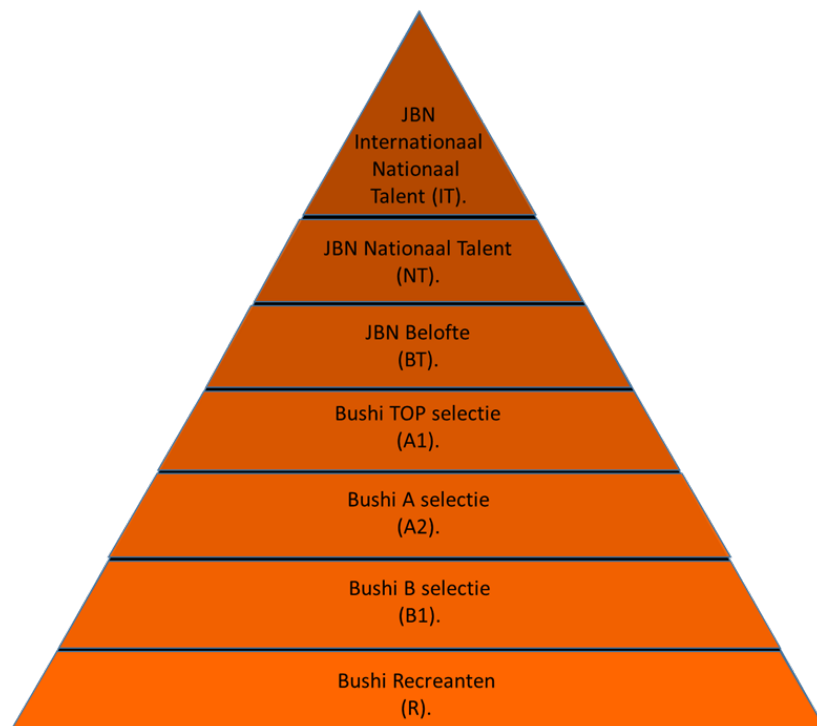 JBN
Internationaal
Nationaal
Talent (IT).
JBN Nationaal Talent
(NT).
JBN Belofte
(BT).
Bushi TOP selectie
(A1).
Bushi A selectie
(A2).
Bushi B selectie
(B1).
Bushi Recreanten
(R).